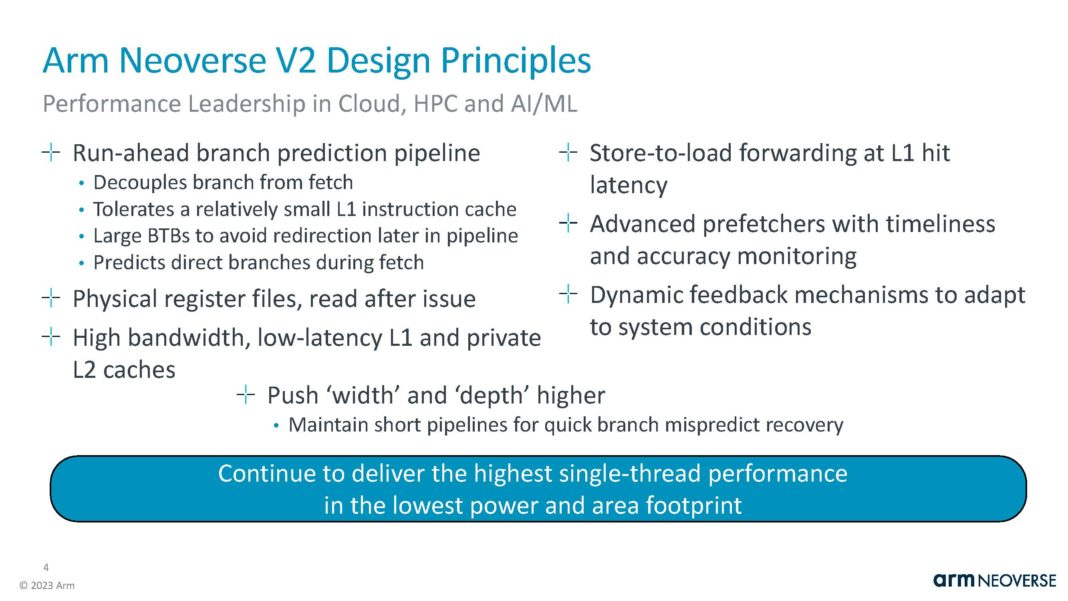 Arm Neoverse V2 Design Principles
Performance Leadership in Cloud, HPC and AI/ML
Run-ahead branch prediction pipeline
• Decouples branch from fetch
• Tolerates a relatively small L1 instruction cache
• Large BTBs to avoid redirection later in pipeline
• Predicts direct branches during fetch
Physical register files, read after issue
High bandwidth, low-latency L1 and private
L2 caches
Store-to-load forwarding at L1 hit
latency
Advanced prefetchers with timeliness
and accuracy monitoring
Dynamic feedback mechanisms to adapt
to system conditions
Push ‘width’ and ‘depth’ higher
• Maintain short pipelines for quick branch mispredict recovery
Continue to deliver the highest single-thread performance
in the lowest power and area footprint
4
© 2023 Arm
arm NEOVERSE